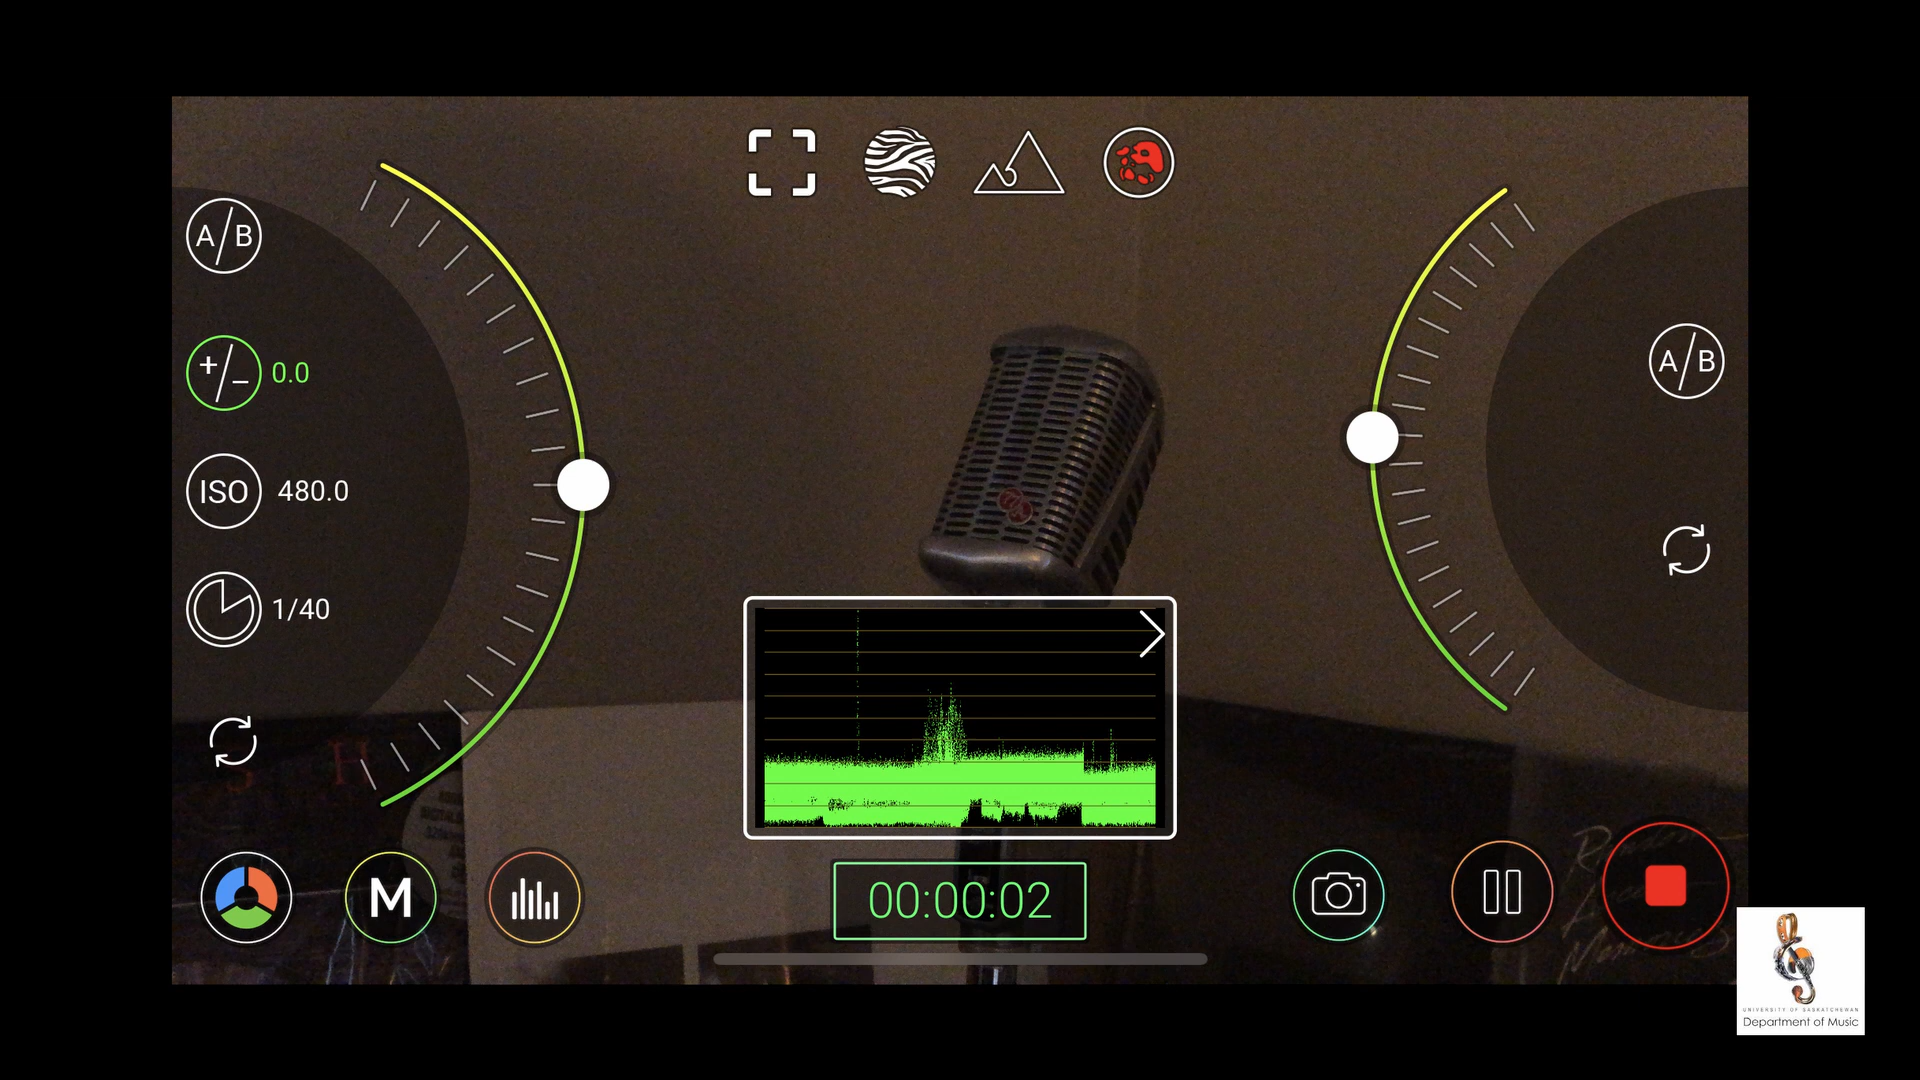 A/B
+/- 0.0
ISO 480.0
1/40
A/B
M
00:00:02
UNIVERSITY OF SASKATCHEWAN
Department of Music